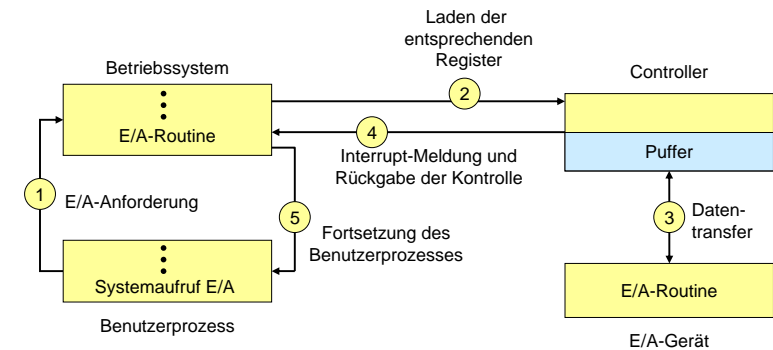 Laden der
entsprechenden
Register
Betriebssystem
Controller
2
E/A-Routine
4
Puffer
Interrupt-Meldung und
Rückgabe der Kontrolle
1
E/A-Anforderung
5
3
Daten-
transfer
Fortsetzung des
Benutzerprozesses
Systemaufruf E/A
E/A-Routine
Benutzerprozess
E/A-Gerät